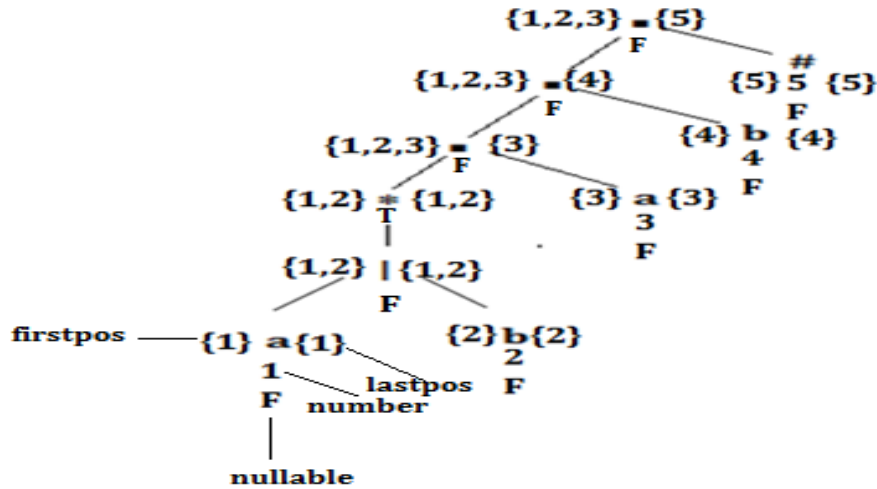 {1,2,3} . {5}
F
#
{1,2,3} . {4}
{5} 5 {5}
F
F
{4} b {4}
4
F
{1,2,3} . {3}
F
{1,2} * {1,2}
T
{3} a {3}
3
F
{1,2} | {1,2}
F
firstpos
{1} a {1}
{2} b {2}
2
F
1
lastpos
F
number
nullable